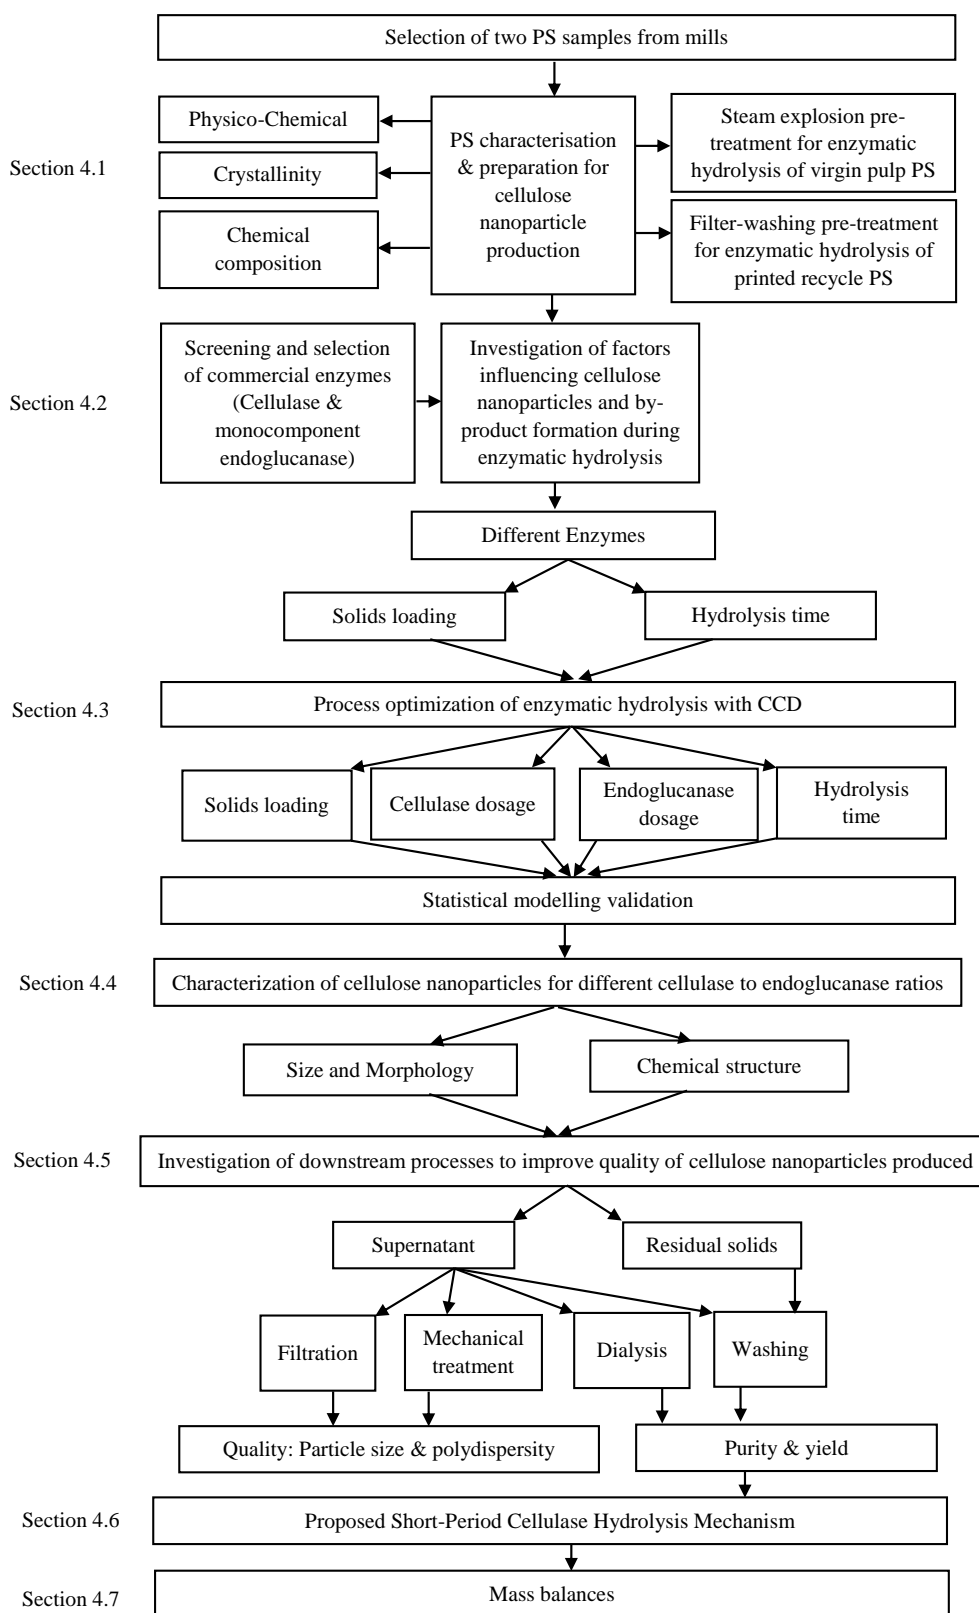 Selection of two PS samples from mills
Section 4.1
Physico-Chemical
Crystallinity
Chemical
composition
PS characterisation
& preparation for
cellulose
nanoparticle
production
Steam explosion pre-
treatment for enzymatic
hydrolysis of virgin pulp PS
Filter-washing pre-treatment
for enzymatic hydrolysis of
printed recycle PS
Section 4.2
Screening and selection
of commercial enzymes
(Cellulase &
monocomponent
endoglucanase)
Investigation of factors
influencing cellulose
nanoparticles and by-
product formation during
enzymatic hydrolysis
Different Enzymes
Solids loading
Hydrolysis time
Section 4.3
Process optimization of enzymatic hydrolysis with CCD
Solids loading
Cellulase dosage
Endoglucanase
dosage
Hydrolysis
time
Statistical modelling validation
Section 4.4
Characterization of cellulose nanoparticles for different cellulase to endoglucanase ratios
Size and Morphology
Chemical structure
Section 4.5
Investigation of downstream processes to improve quality of cellulose nanoparticles produced
Supernatant
Residual solids
Filtration
Mechanical
treatment
Dialysis
Washing
Quality: Particle size & polydispersity
Purity & yield
Section 4.6
Proposed Short-Period Cellulase Hydrolysis Mechanism
Section 4.7
Mass balances